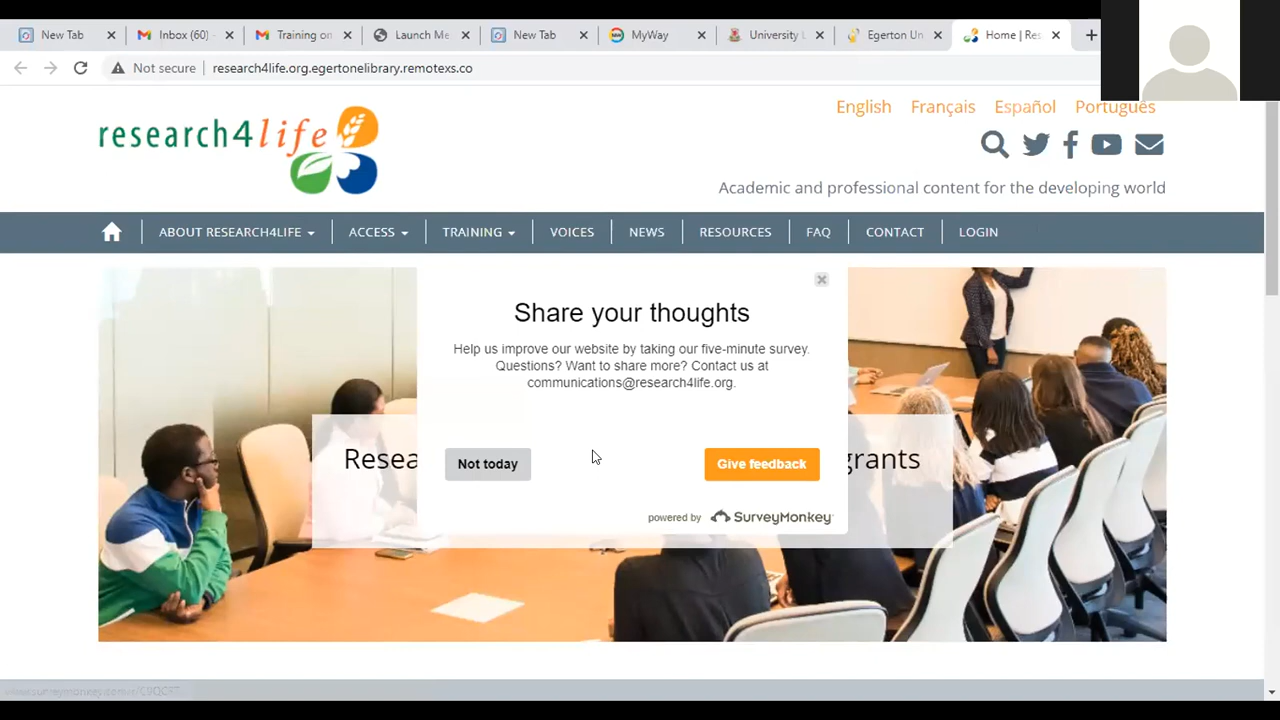 New Tab
Inbox (60) -
Training on
Launch Me
New Tab
MyWay
University L
Egerton Un
Home | Res
Not secure
research4life.org.egertonelibrary.remotexs.co
English Français Español Português
research4life
Academic and professional content for the developing world
ABOUT RESEARCH4LIFE
ACCESS
TRAINING
VOICES
NEWS
RESOURCES
FAQ
CONTACT
LOGIN
Share your thoughts
Help us improve our website by taking our five-minute survey.
Questions? Want to share more? Contact us at
communications@research4life.org.
Resea
grants
Not today
Give feedback
powered by SurveyMonkey